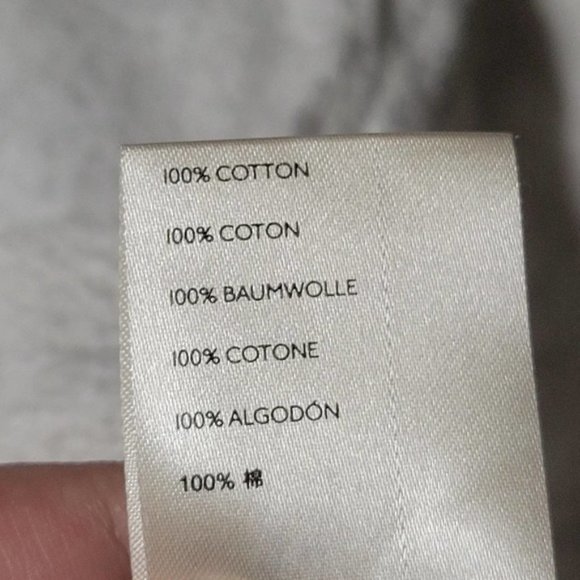 100% COTTON
100% COTON
100% BAUMWOLLE
100% COTONE
100% ALGODÓN
100% 棉